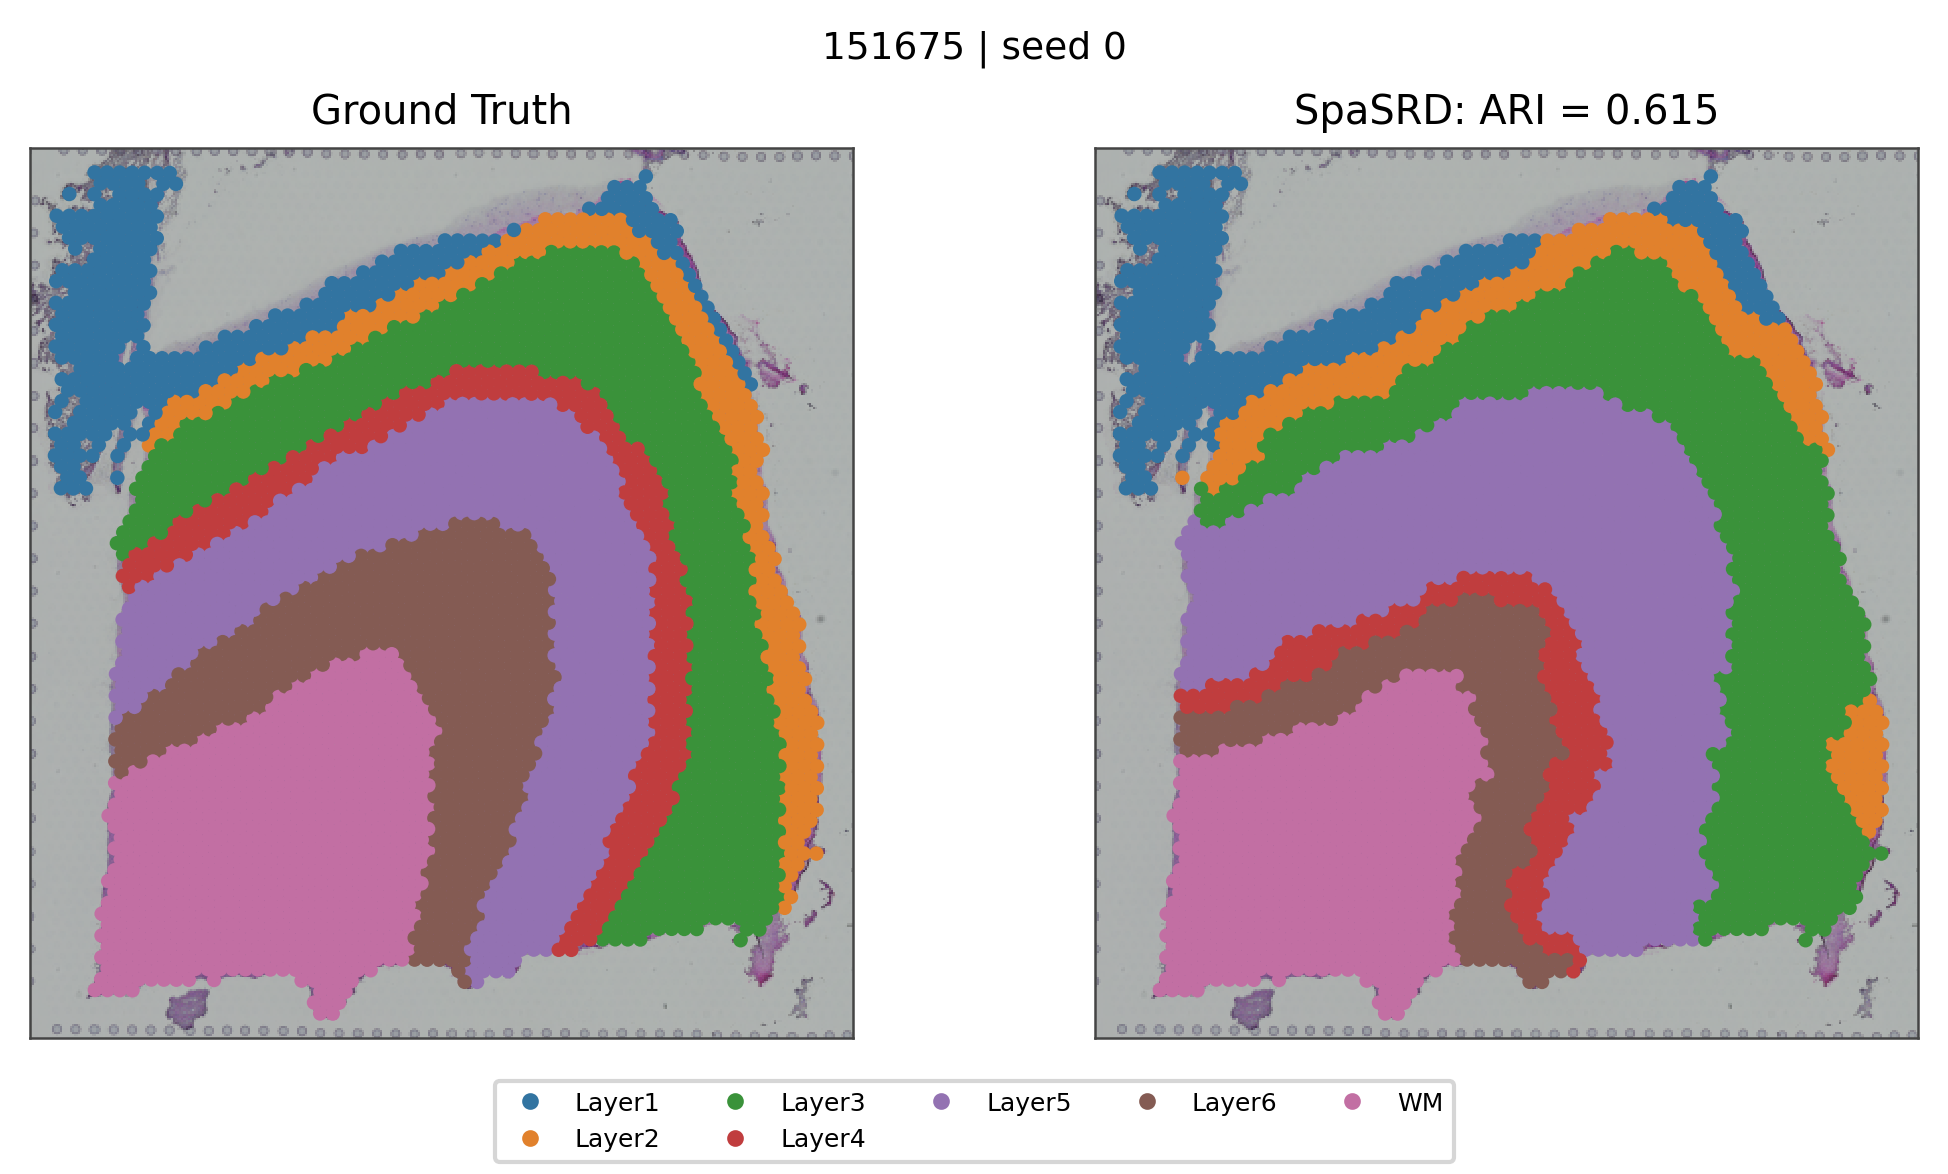 151675 | seed 0
Ground Truth
SpaSRD: ARI = 0.615
Layer1
Layer3
Layer5
Layer6
WM
Layer2
Layer4